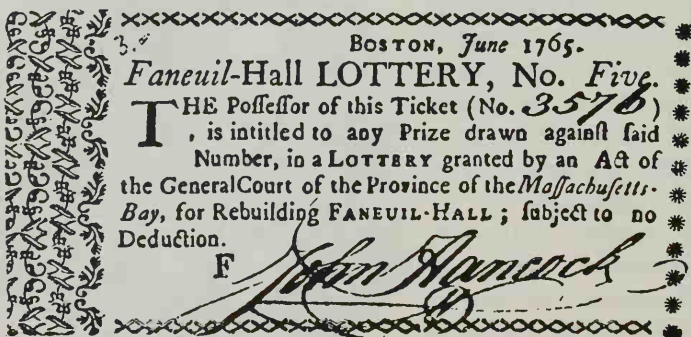 BOSTON, June 1765.
Faneuil-Hall LOTTERY, No. Five.
THE Poſſeſſor of this Ticket (No. 3576)
, is intitled to any Prize drawn againſt ſaid
Number, in a LOTTERY granted by an Act of
the General Court of the Province of the Maſſachuſetts-
Bay, for Rebuilding FANEUIL-HALL ; ſubject to no
Deduction.
F John Hancock